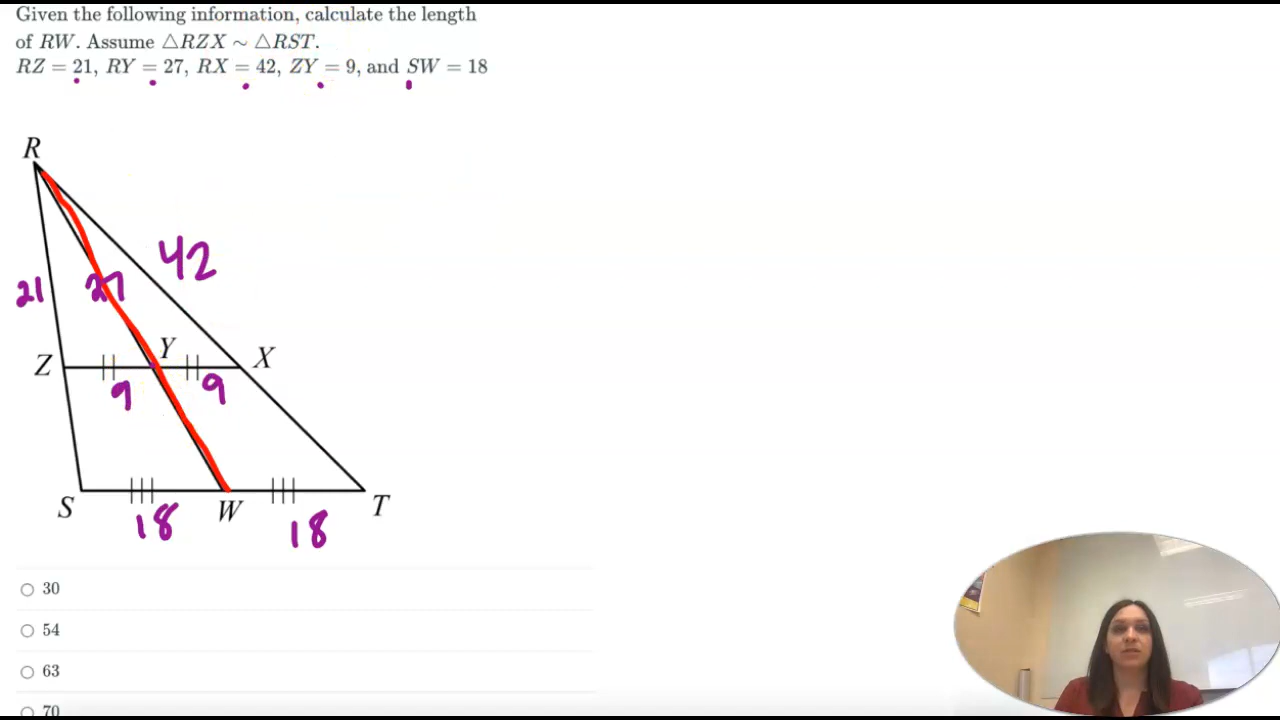 Given the following information, calculate the length
of RW. Assume △RZX ~ △RST.
RZ = 21, RY = 27, RX = 42, ZY = 9, and SW = 18
R
42
21
27
Z
Y
X
9
9
S
W
T
18
18
30
54
63
70